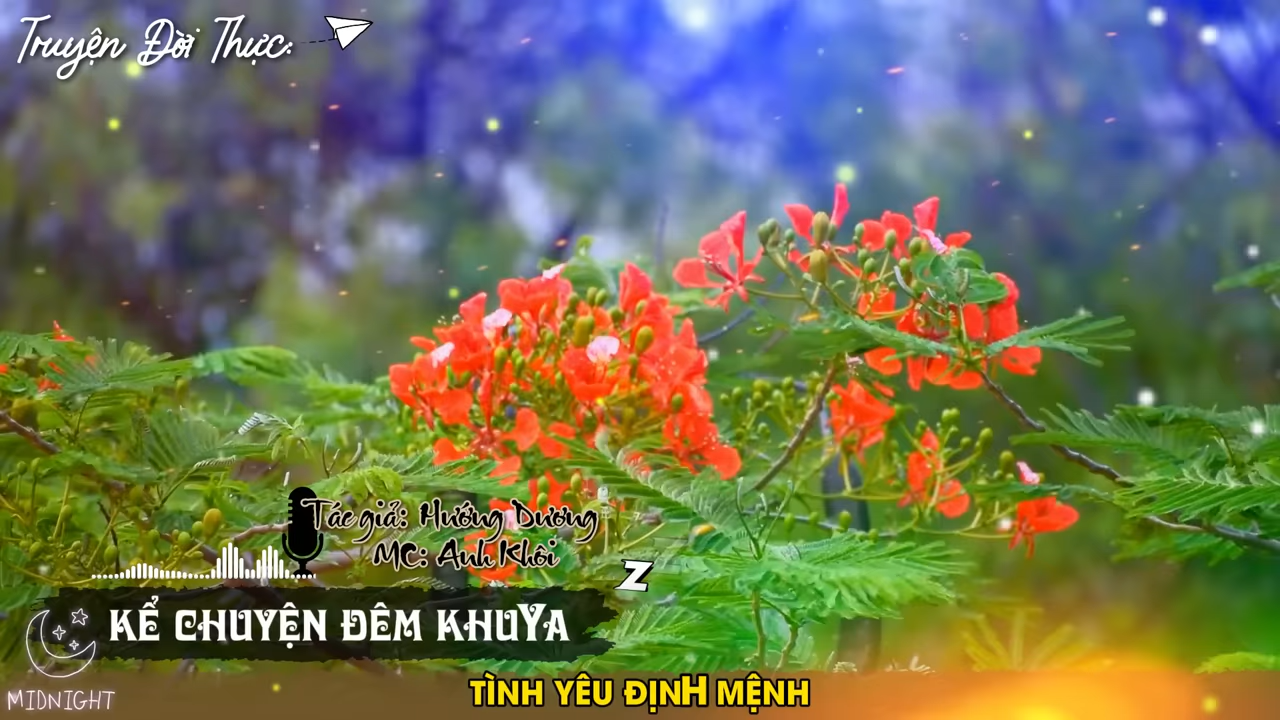 Truyện Đời Thực:
Tác giả: Hướng Dương
MC: Anh Khôi
Z
KỂ CHUYỆN ĐÊM KHUYA
MIDNIGHT
TÌNH YÊU ĐỊNH MỆNH